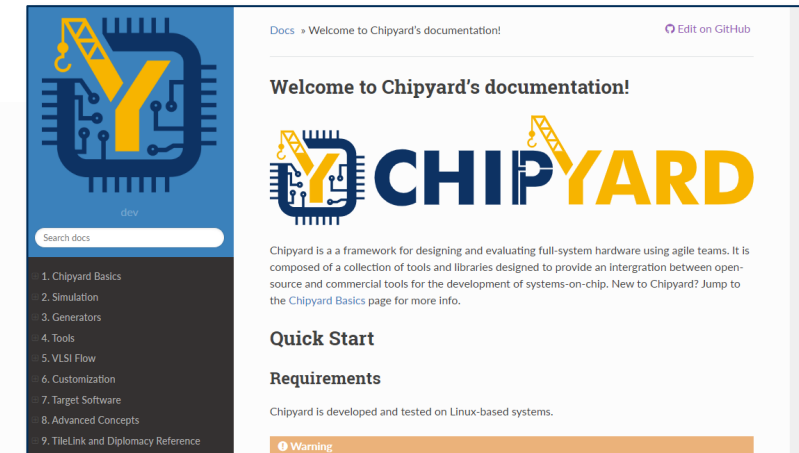 dev
Search docs
1. Chipyard Basics
2. Simulation
3. Generators
4. Tools
5. VLSI Flow
6. Customization
7. Target Software
8. Advanced Concepts
9. TileLink and Diplomacy Reference
Docs » Welcome to Chipyard's documentation!
Edit on GitHub
Welcome to Chipyard's documentation!
CHIPYARD
Chipyard is a a framework for designing and evaluating full-system hardware using agile teams. It is
composed of a collection of tools and libraries designed to provide an intergration between open-
source and commercial tools for the development of systems-on-chip. New to Chipyard? Jump to
the Chipyard Basics page for more info.
Quick Start
Requirements
Chipyard is developed and tested on Linux-based systems.
Warning